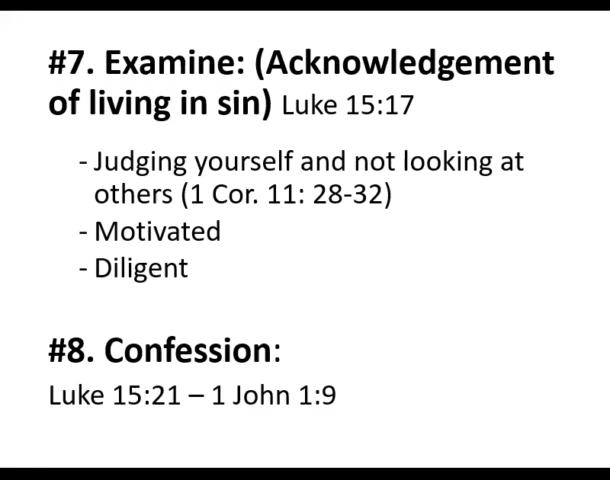 #7. Examine: (Acknowledgement
of living in sin) Luke 15:17
- Judging yourself and not looking at
others (1 Cor. 11: 28-32)
- Motivated
- Diligent
#8. Confession:
Luke 15:21 – 1 John 1:9